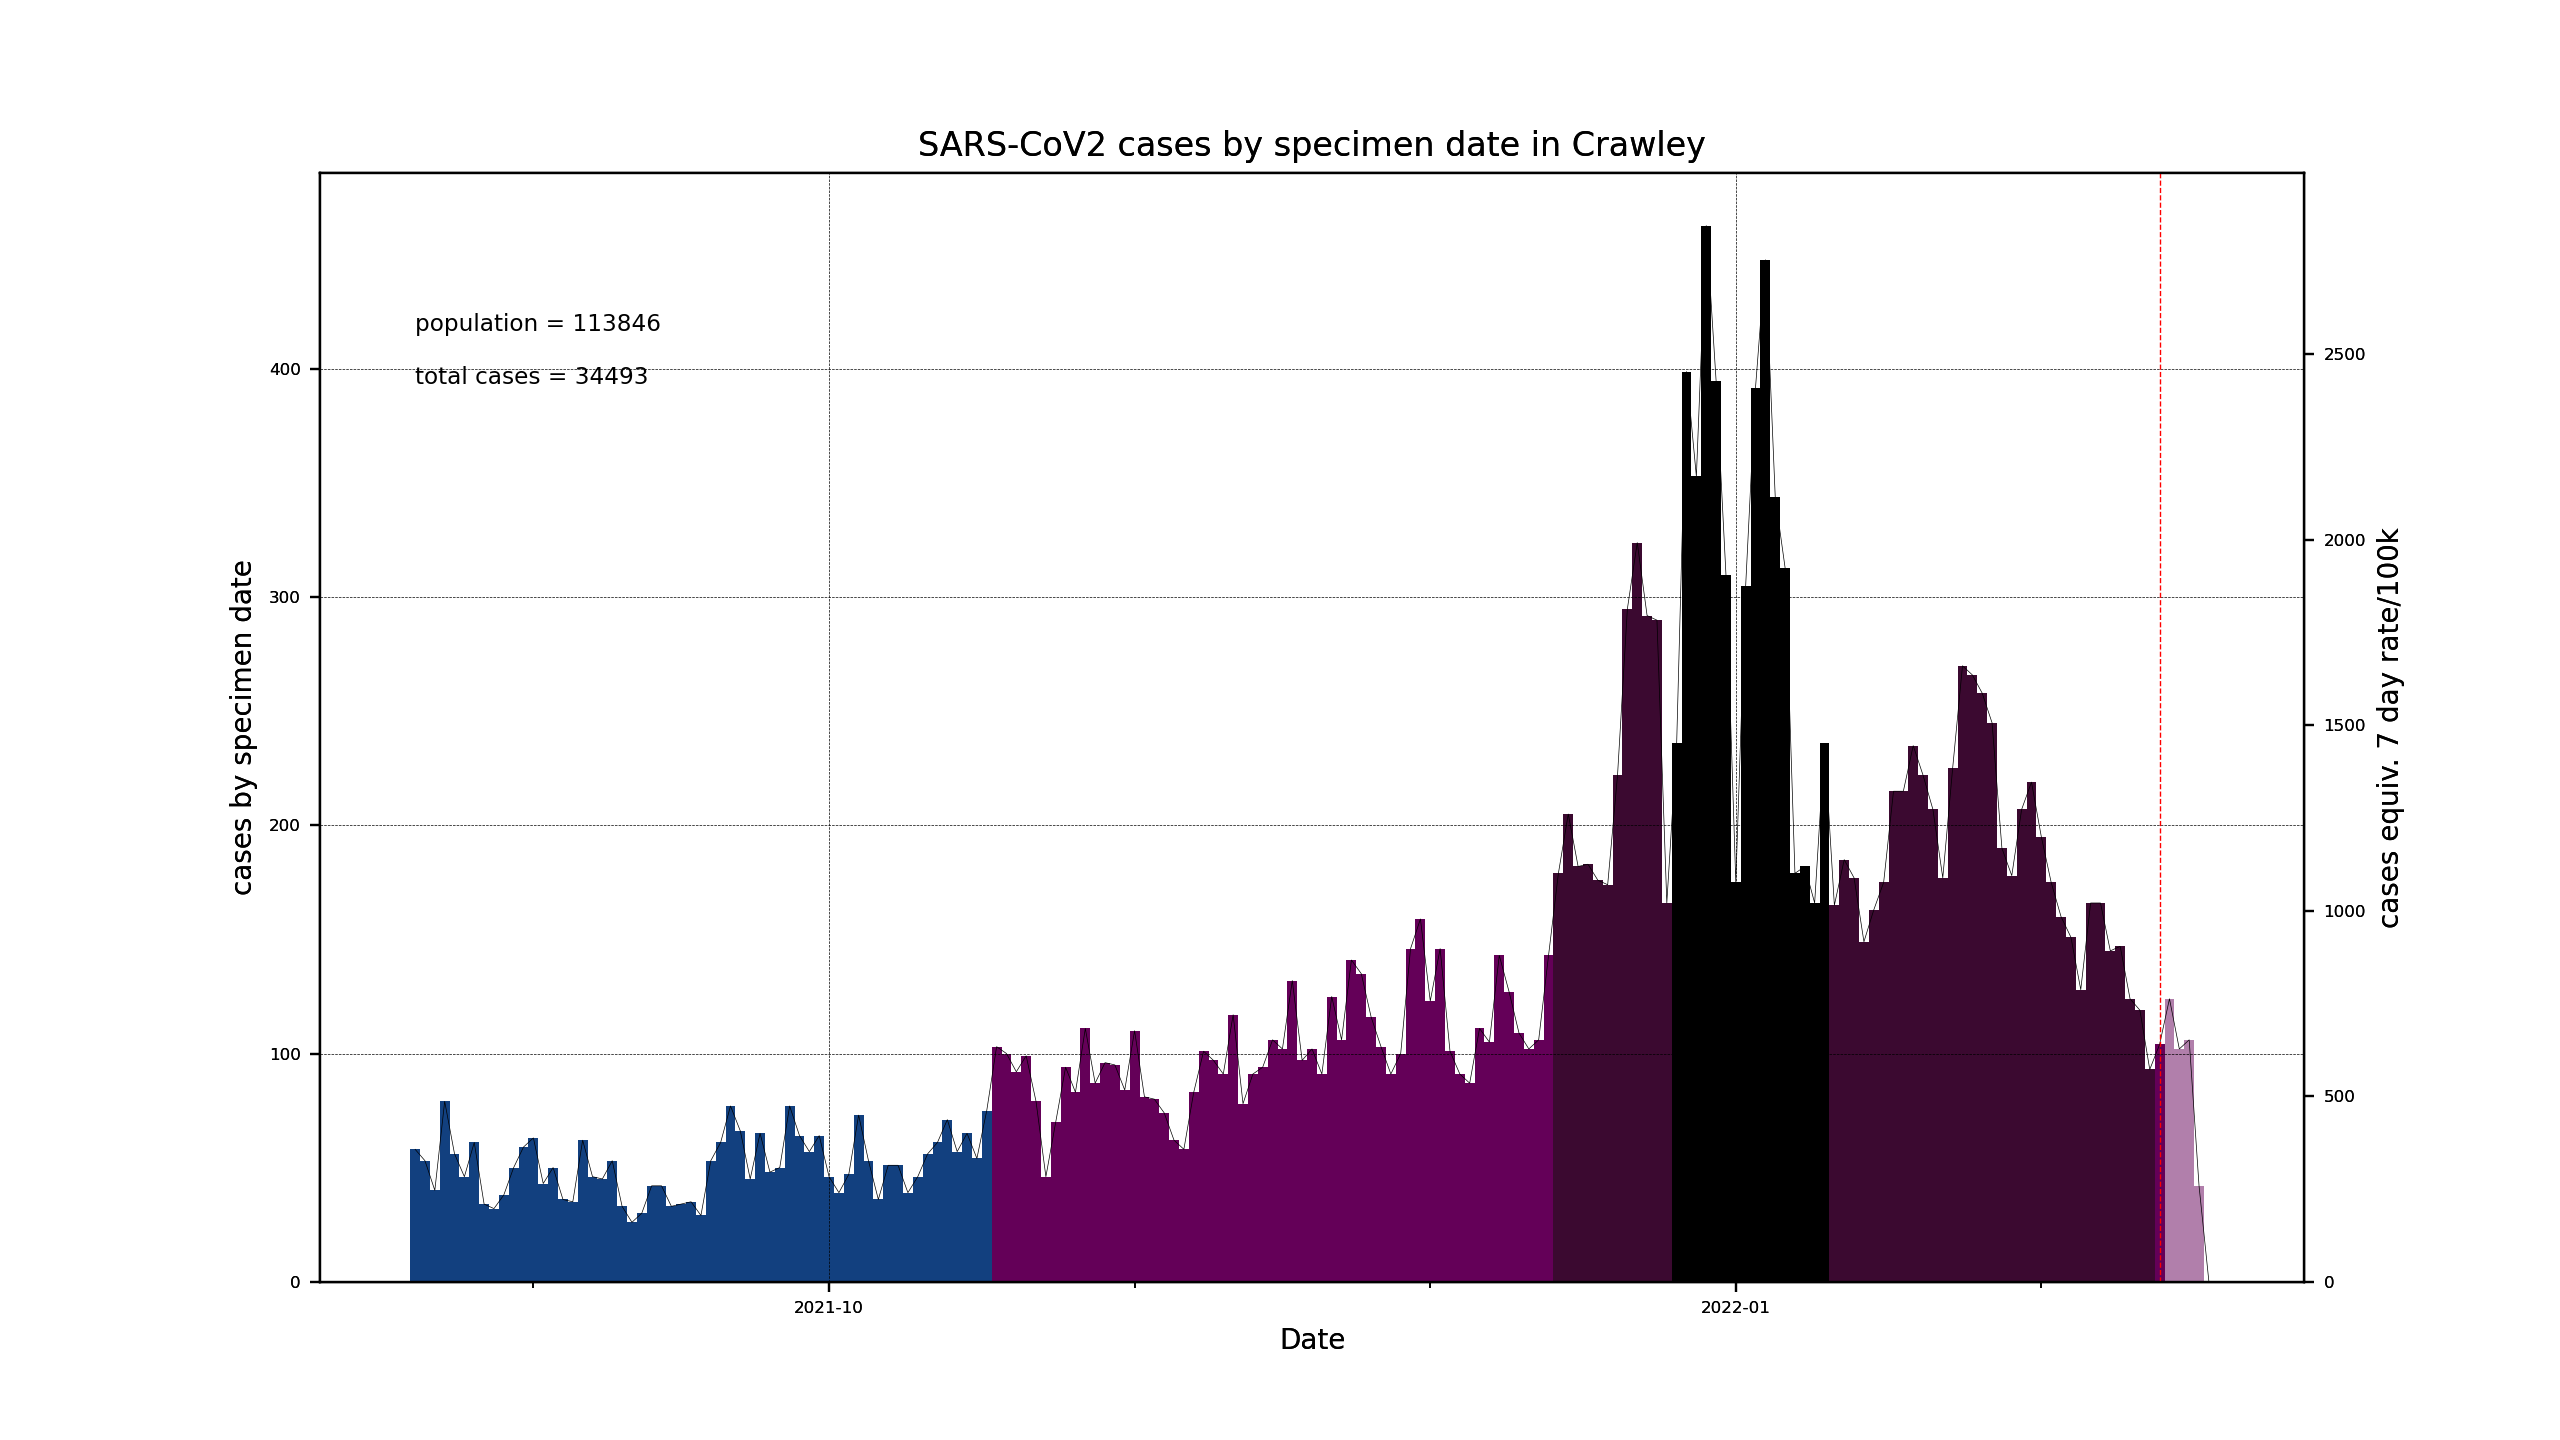 SARS-CoV2 cases by specimen date in Crawley
population = 113846
total cases = 34493
cases by specimen date
400
300
200
100
0
2500
2000
1500
1000
500
0
cases equiv. 7 day rate/100k
2021-10
2022-01
Date